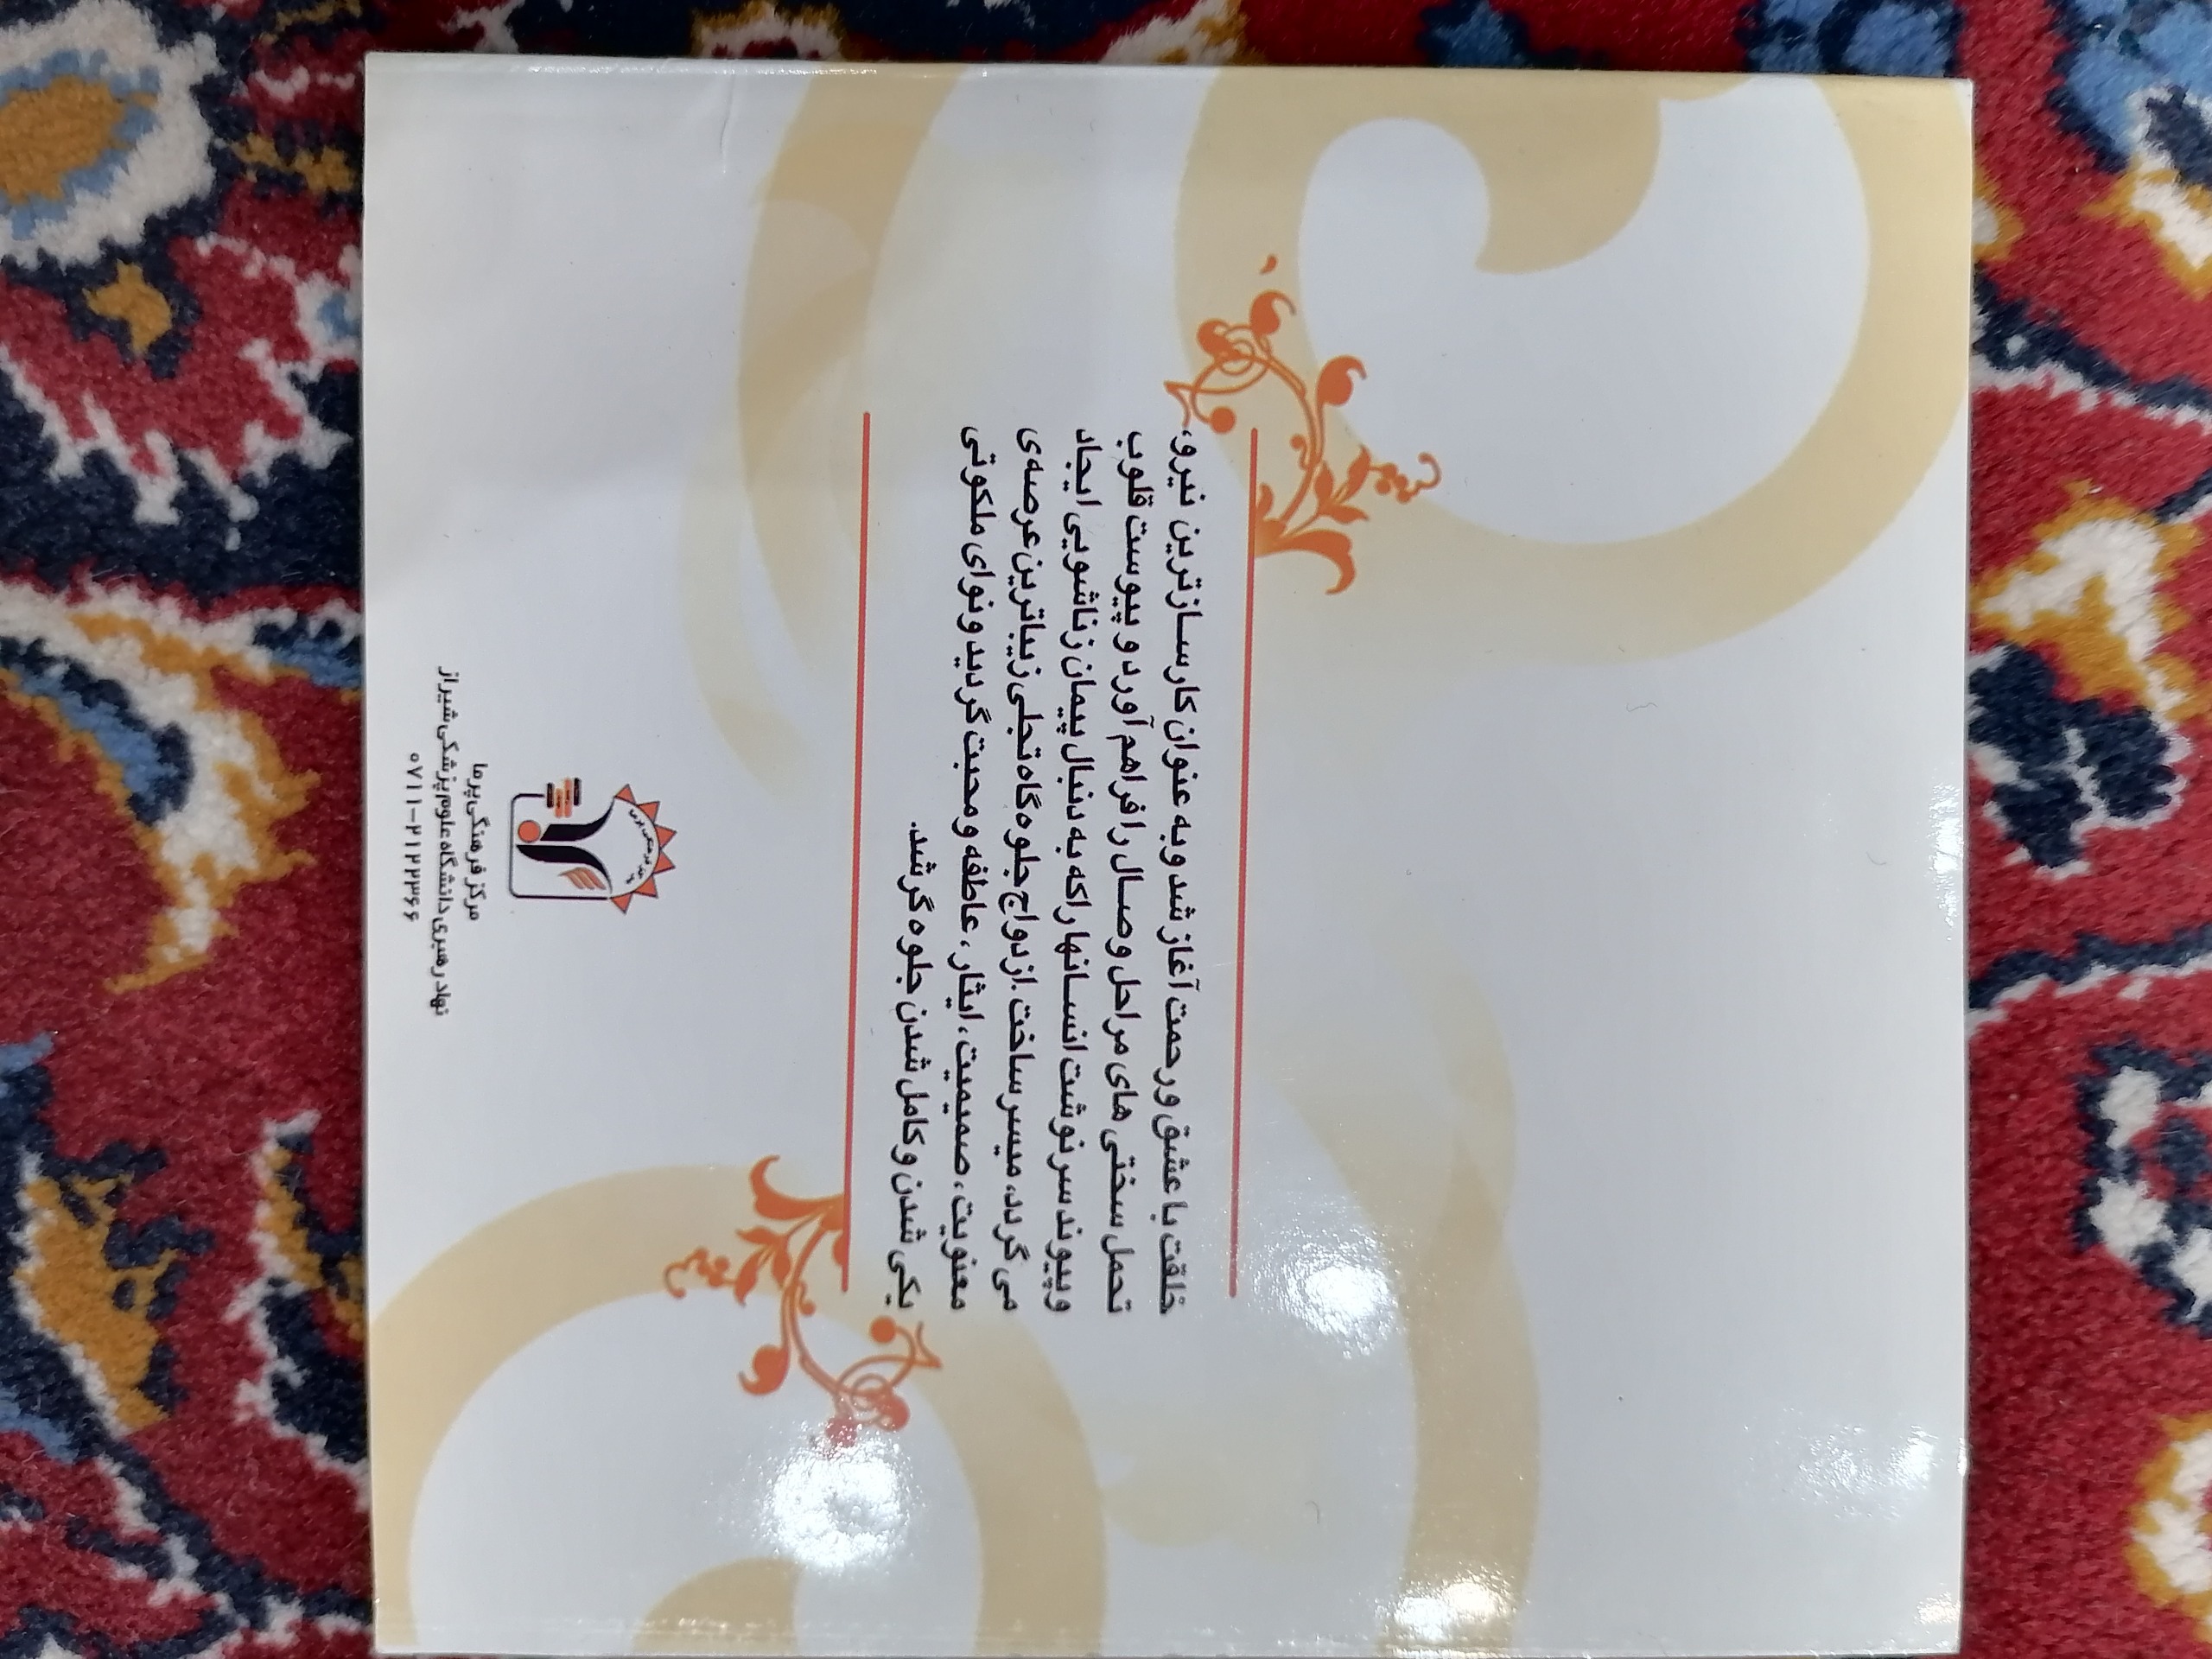 خلقت با عشق و رحمت آغاز شد و به عنوان کارسازترین نیرو،
تحمل سختی های مراحل وصال را فراهم آورد و پیوست قلوب
و پیوند سرنوشت انسانها را که به دنبال پیمان زناشویی ایجاد
می گردد، میسر ساخت. ازدواج جلوه گاه تجلی زیباترین عرصه ی
معنویت، صمیمیت، ایثار، عاطفه و محبت گردید و نوای ملکوتی
یکی شدن و کامل شدن جلوه گر شد.
مرکز فرهنگی پرما
نهاد رهبری دانشگاه علوم پزشکی شیراز
۰۷۱۱-۲۱۲۲۳۶۶